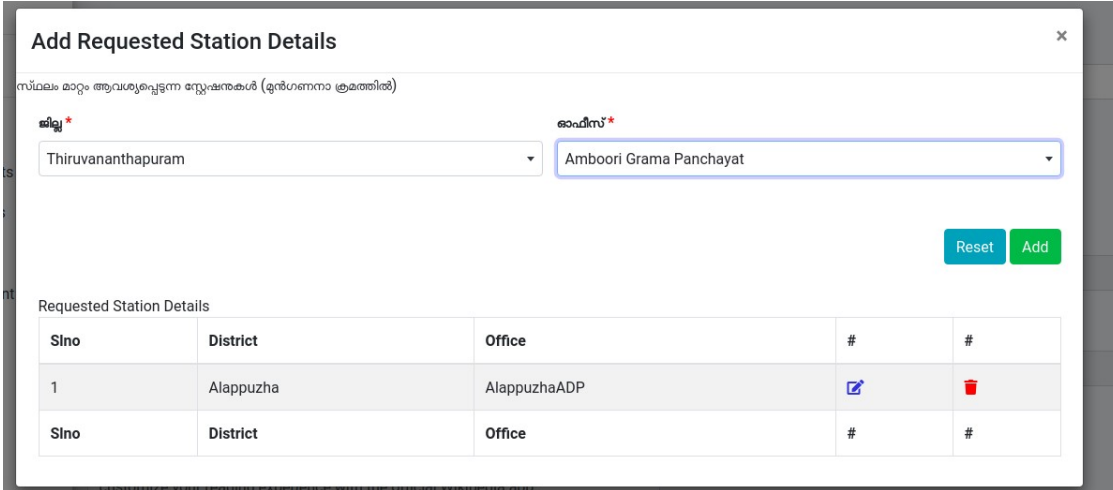 Add Requested Station Details ×
സ്ഥലം മാറ്റം ആവശ്യപ്പെടുന്ന സ്റ്റേഷനുകൾ (മുൻഗണനാ ക്രമത്തിൽ)
ജില്ല * ഓഫീസ് *
Thiruvananthapuram Amboori Grama Panchayat
Reset Add
Requested Station Details
Slno District Office # #
1 Alappuzha AlappuzhaADP
Slno District Office # #